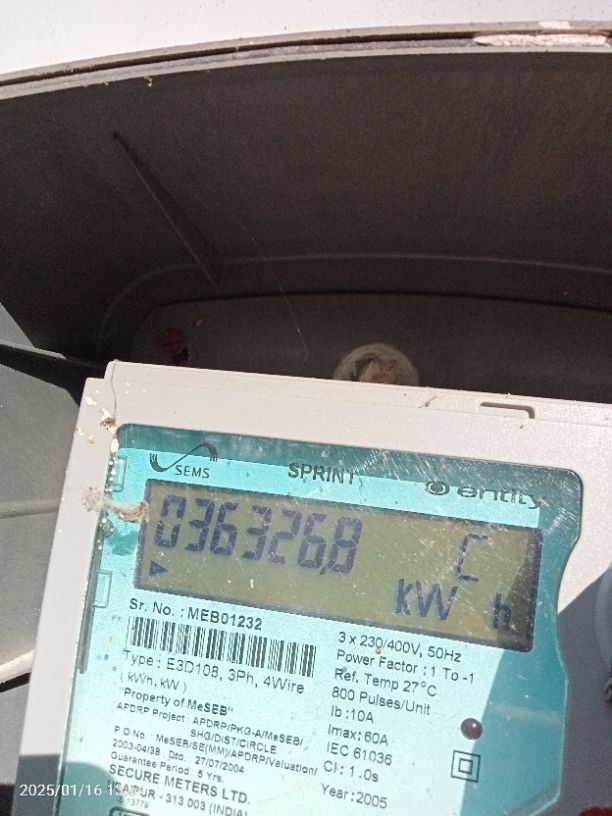 SEMS
SPRINT
entity
036326,8 C
kW h
Sr. No. : MEB01232
Type : E3D108, 3Ph, 4Wire
(kWh, kW)
"Property of MeSEB"
APDRP Project : APDRP/PKG-A/MeSEB/
SHG/DIST/CIRCLE
P O No : MeSEB/SE(MM)/APDRP/Valuation/
2003-04/38, Dtd. 27/07/2004
Guarantee Period : 5 Yrs.
SECURE METERS LTD.
313 003 (INDIA)
3 x 230/400V, 50Hz
Power Factor : 1 To -1
Ref. Temp 27°C
800 Pulses/Unit
Ib :10A
Imax: 60A
IEC 61036
Cl : 1.0s
Year :2005
2025/01/16